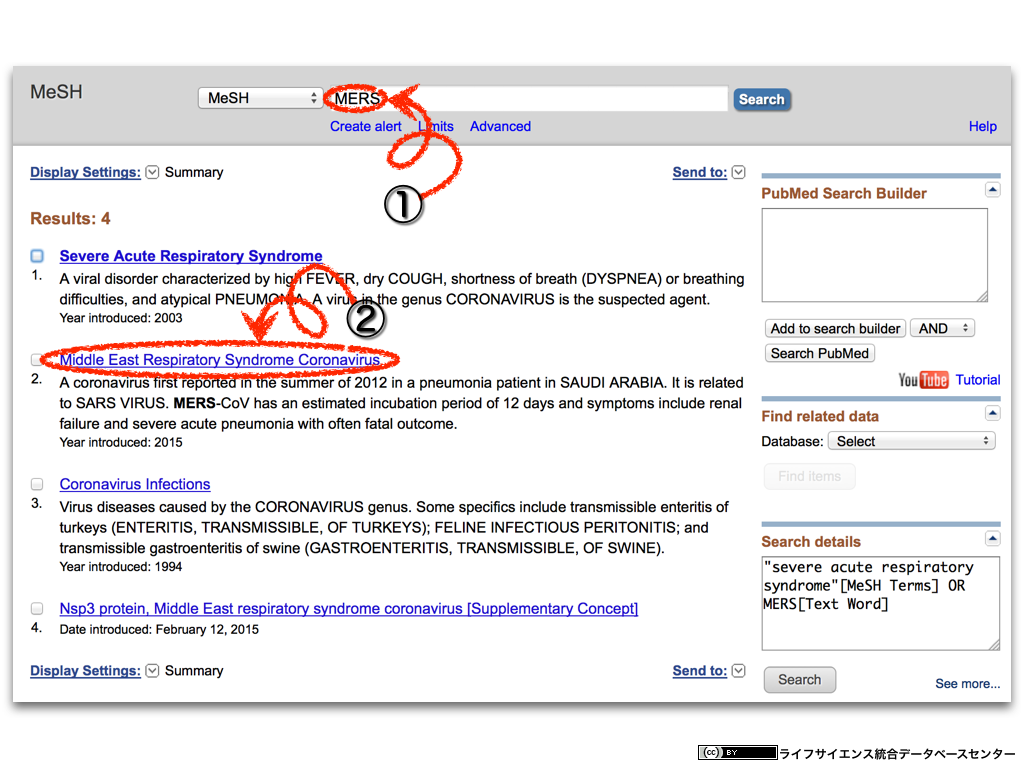 MeSH
MeSH MERS Search
Create alert Limits Advanced Help
①
Display Settings: Summary Send to:
Results: 4
Severe Acute Respiratory Syndrome
1. A viral disorder characterized by high FEVER, dry COUGH, shortness of breath (DYSPNEA) or breathing
difficulties, and atypical PNEUMONIA. A virus in the genus CORONAVIRUS is the suspected agent.
Year introduced: 2003
②
Middle East Respiratory Syndrome Coronavirus
2. A coronavirus first reported in the summer of 2012 in a pneumonia patient in SAUDI ARABIA. It is related
to SARS VIRUS. MERS-CoV has an estimated incubation period of 12 days and symptoms include renal
failure and severe acute pneumonia with often fatal outcome.
Year introduced: 2015
Coronavirus Infections
3. Virus diseases caused by the CORONAVIRUS genus. Some specifics include transmissible enteritis of
turkeys (ENTERITIS, TRANSMISSIBLE, OF TURKEYS); FELINE INFECTIOUS PERITONITIS; and
transmissible gastroenteritis of swine (GASTROENTERITIS, TRANSMISSIBLE, OF SWINE).
Year introduced: 1994
Nsp3 protein, Middle East respiratory syndrome coronavirus [Supplementary Concept]
4. Date introduced: February 12, 2015
Display Settings: Summary Send to:
PubMed Search Builder
Add to search builder AND
Search PubMed
YouTube Tutorial
Find related data
Database: Select
Find items
Search details
"severe acute respiratory
syndrome"[MeSH Terms] OR
MERS[Text Word]
Search
See more...
cc BY ライフサイエンス統合データベースセンター